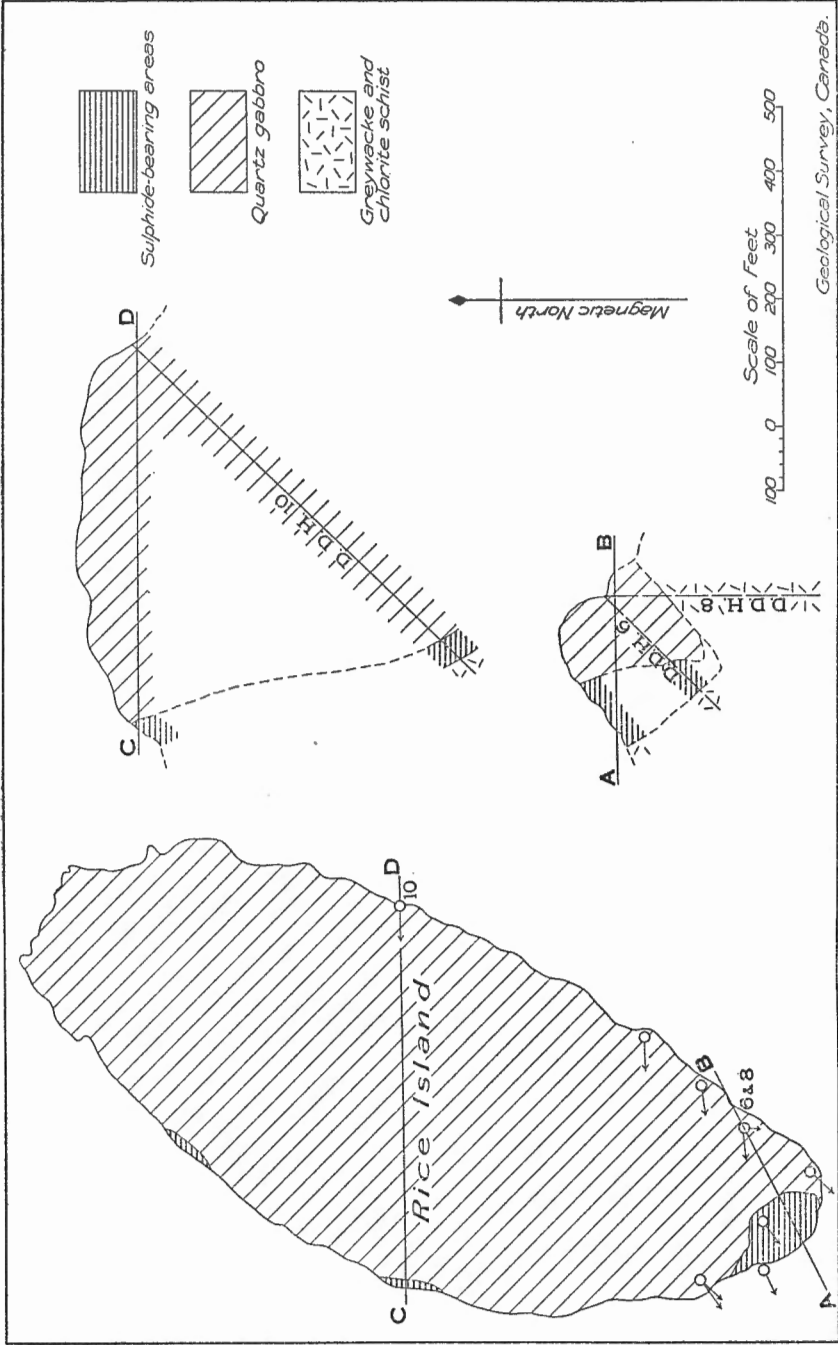 Rice Island
C
D
10
A
B
6 & 8
C
D
D.D.H. 10
A
B
D.D.H. 6
D.D.H. 8
Sulphide-bearing areas
Quartz gabbro
Greywacke and
chlorite schist
Magnetic North
Scale of Feet
100 0 100 200 300 400 500
Geological Survey, Canada.